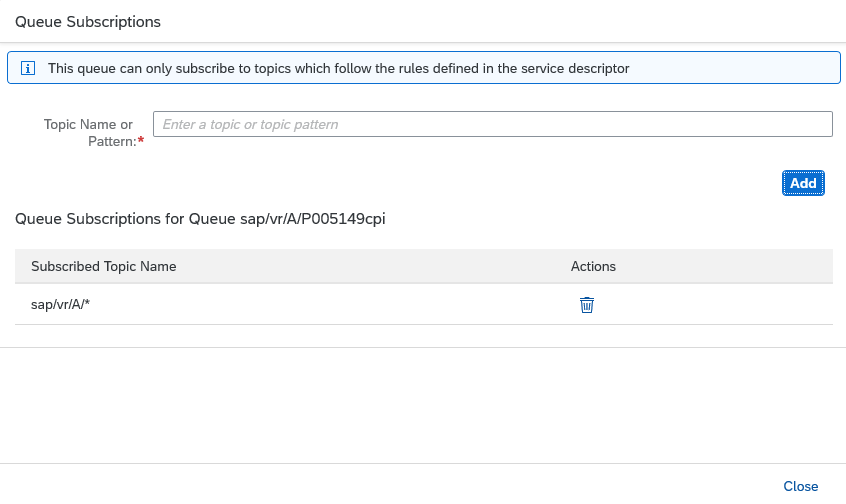 Queue Subscriptions
This queue can only subscribe to topics which follow the rules defined in the service descriptor
Topic Name or
Pattern:*
Enter a topic or topic pattern
Add
Queue Subscriptions for Queue sap/vr/A/P005149cpi
Subscribed Topic Name Actions
sap/vr/A/*
Close